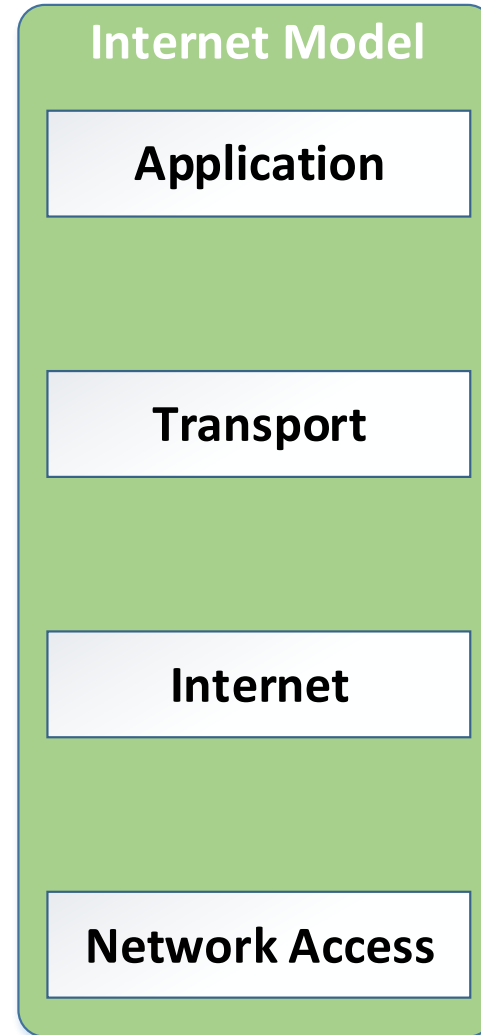 Internet Model
Application
Transport
Internet
Network Access